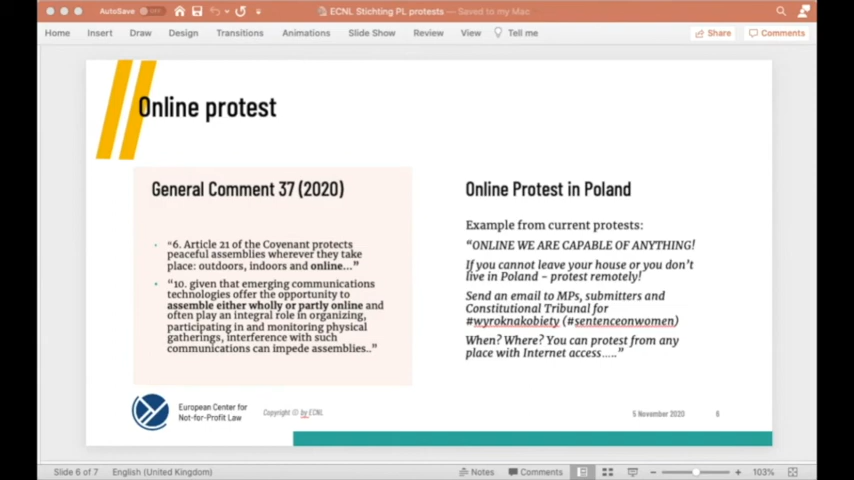 AutoSave OFF
ECNL Stichting PL protests — Saved to my Mac
Home Insert Draw Design Transitions Animations Slide Show Review View Tell me Share Comments
Online protest
General Comment 37 (2020)
"6. Article 21 of the Covenant protects
peaceful assemblies wherever they take
place: outdoors, indoors and online..."
"10. given that emerging communications
technologies offer the opportunity to
assemble either wholly or partly online and
often play an integral role in organizing,
participating in and monitoring physical
gatherings, interference with such
communications can impede assemblies.."
Online Protest in Poland
Example from current protests:
"ONLINE WE ARE CAPABLE OF ANYTHING!
If you cannot leave your house or you don't
live in Poland – protest remotely!
Send an email to MPs, submitters and
Constitutional Tribunal for
#wyroknakobiety (#sentenceonwomen)
When? Where? You can protest from any
place with Internet access....."
European Center for
Not-for-Profit Law
Copyright © by ECNL
5 November 2020
6
Slide 6 of 7 English (United Kingdom) Notes Comments 103%